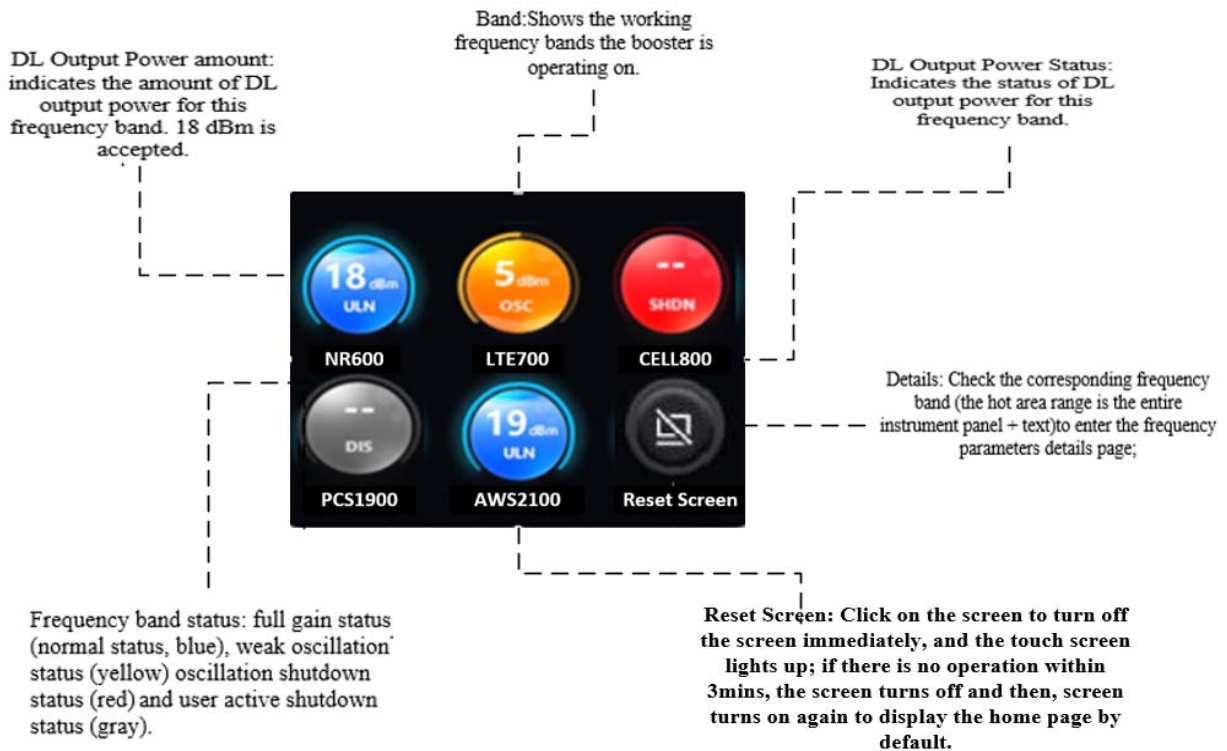 Band:Shows the working
frequency bands the booster is
operating on.
DL Output Power amount:
indicates the amount of DL
output power for this
frequency band. 18 dBm is
accepted.
DL Output Power Status:
Indicates the status of DL
output power for this
frequency band.
18 dBm
ULN
NR600
5 dBm
OSC
LTE700
--
SHDN
CELL800
--
DIS
PCS1900
19 dBm
ULN
AWS2100
Reset Screen
Details: Check the corresponding frequency
band (the hot area range is the entire
instrument panel + text)to enter the frequency
parameters details page;
Frequency band status: full gain status
(normal status, blue), weak oscillation
status (yellow) oscillation shutdown
status (red) and user active shutdown
status (gray).
Reset Screen: Click on the screen to turn off
the screen immediately, and the touch screen
lights up; if there is no operation within
3mins, the screen turns off and then, screen
turns on again to display the home page by
default.